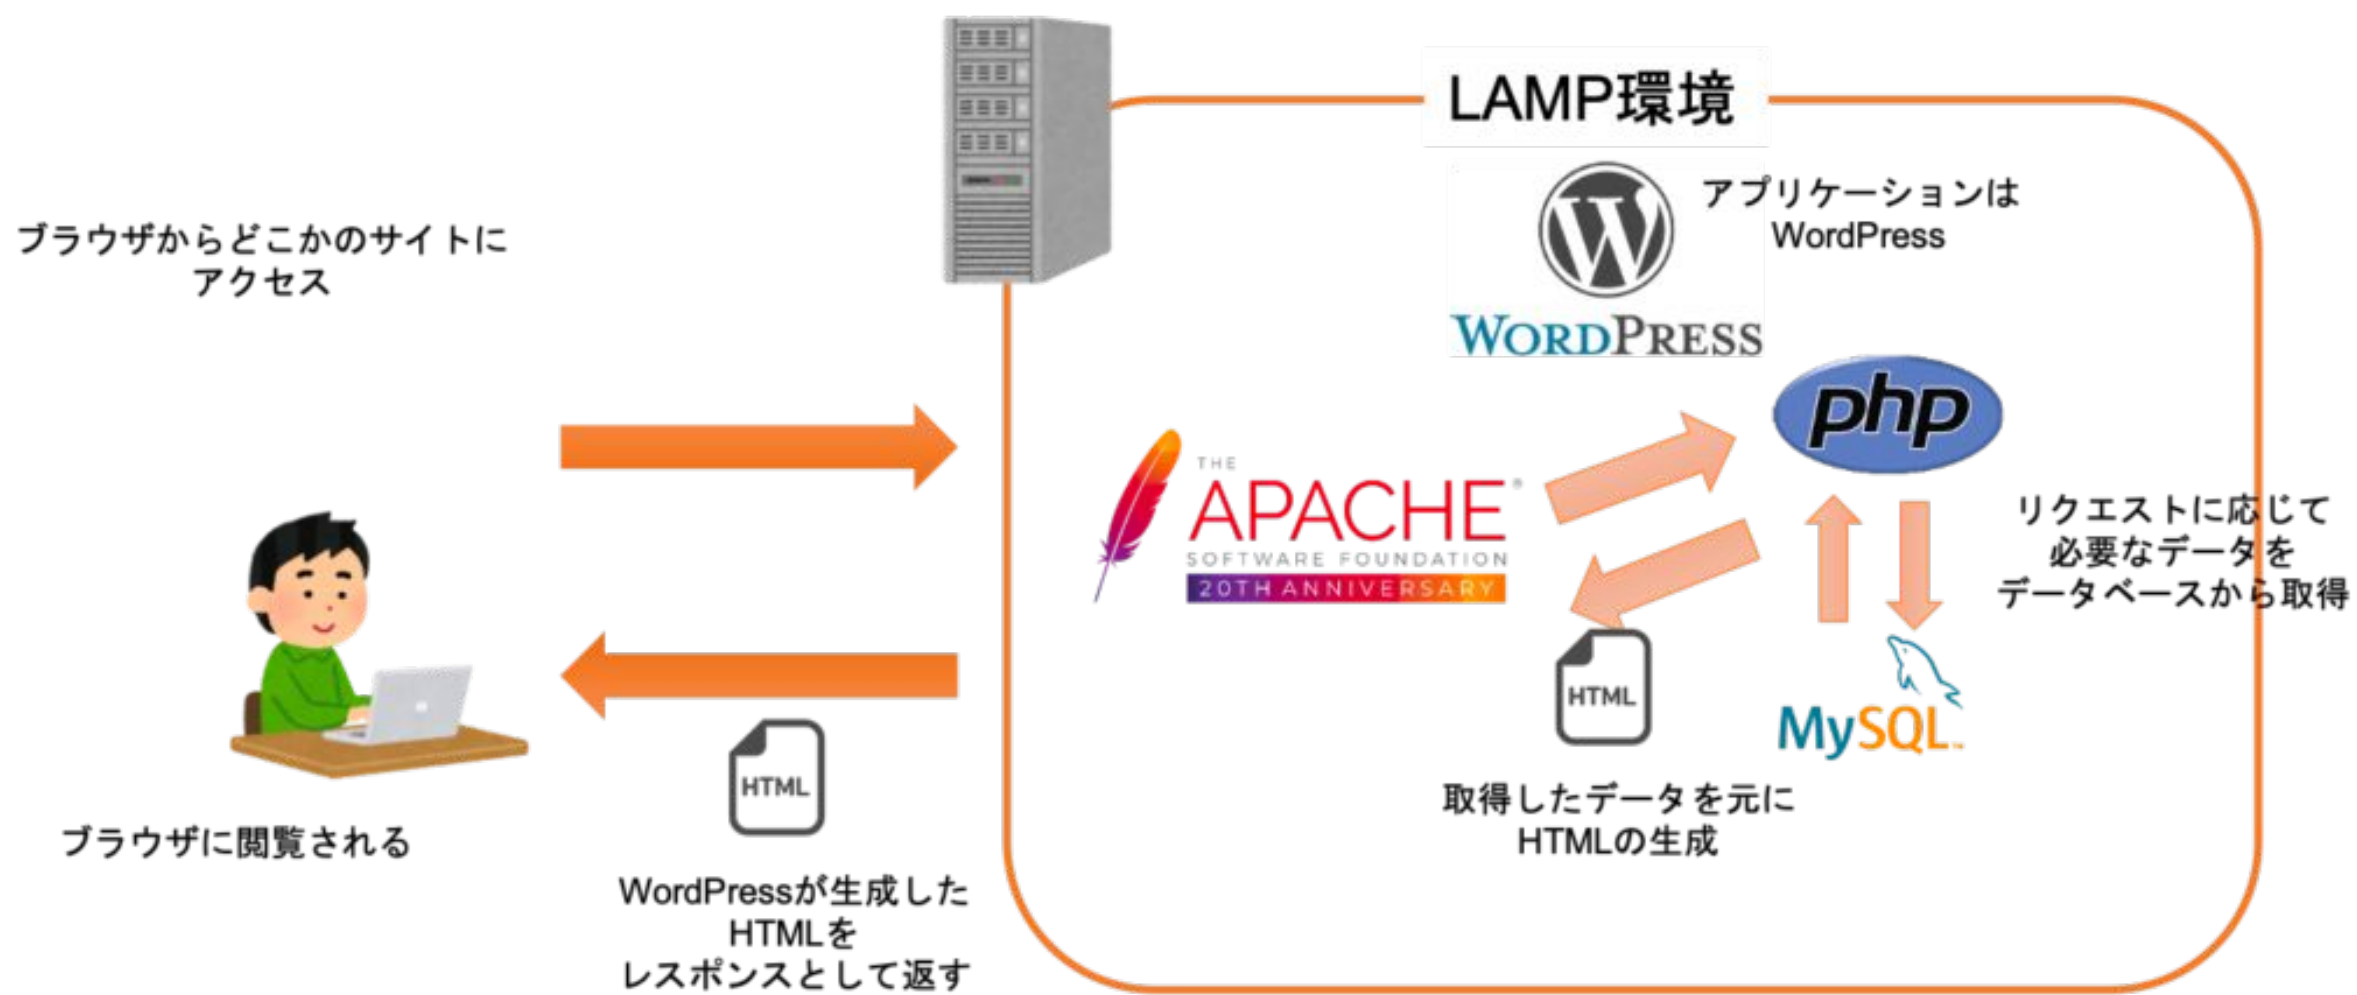 LAMP環境
アプリケーションは
WordPress
WORDPRESS
ブラウザからどこかのサイトに
アクセス
php
THE
APACHE®
SOFTWARE FOUNDATION
20TH ANNIVERSARY
リクエストに応じて
必要なデータを
データベースから取得
HTML
MySQL™
取得したデータを元に
HTMLの生成
HTML
ブラウザに閲覧される
WordPressが生成した
HTMLを
レスポンスとして返す